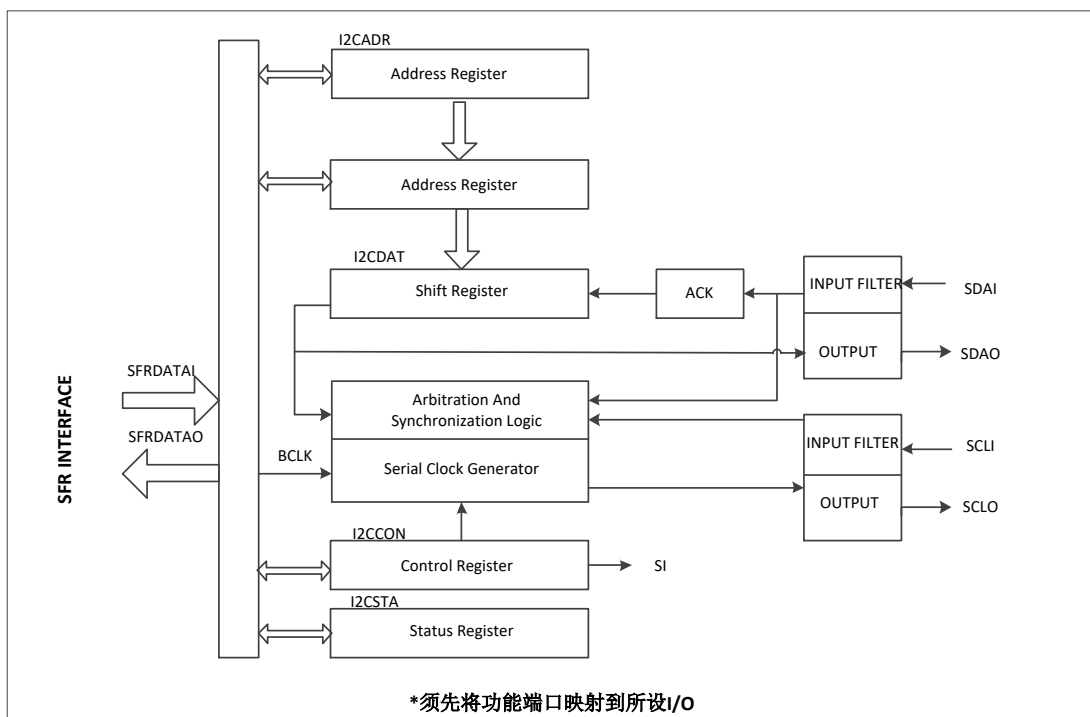 I2CADR
Address Register
Address Register
I2CDAT
Shift Register
ACK
INPUT FILTER
SDAI
OUTPUT
SDAO
SFR INTERFACE
SFRDATAI
SFRDATAO
BCLK
Arbitration And
Synchronization Logic
Serial Clock Generator
INPUT FILTER
SCLI
OUTPUT
SCLO
I2CCON
Control Register
SI
I2CSTA
Status Register
*须先将功能端口映射到所设I/O